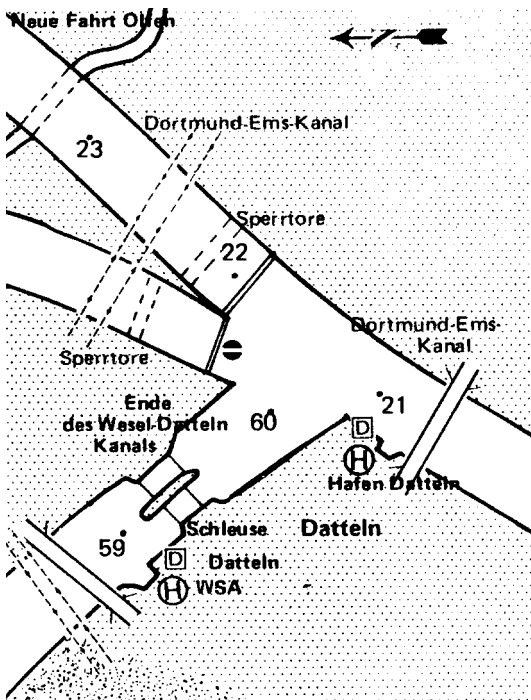 Neue Fahrt Olfen
Dortmund-Ems-Kanal
23
Sperrtore
22
Dortmund-Ems-
Kanal
Sperrtore
21
Ende
des Wesel-Datteln
Kanals
60
D
H
Hafen Datteln
Schleuse
Datteln
Datteln
59
D
H
WSA